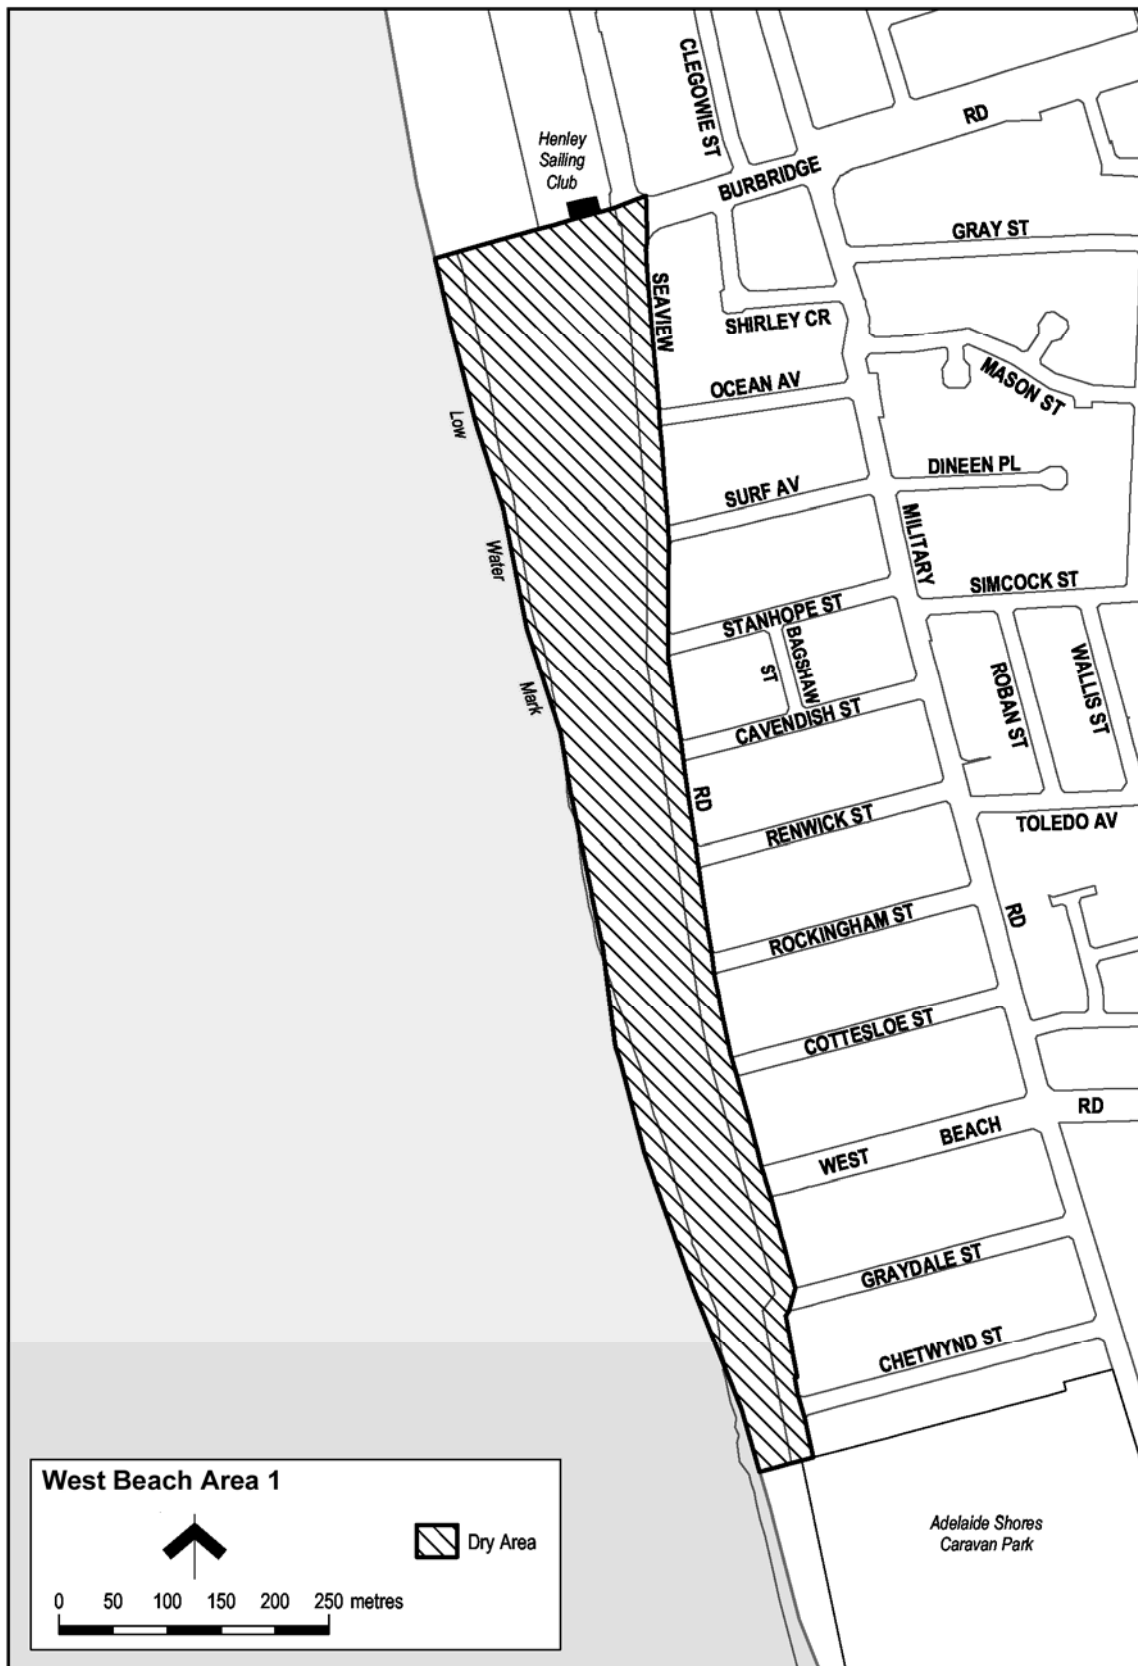 CLEGOWIE ST
RD
Henley
Sailing
Club
BURBRIDGE
GRAY ST
SEAVIEW
SHIRLEY CR
OCEAN AV
MASON ST
Low
DINEEN PL
SURF AV
MILITARY
Water
SIMCOCK ST
STANHOPE ST
BAGSHAW
ST
ROBAN ST
WALLIS ST
Mark
CAVENDISH ST
RD
RENWICK ST
TOLEDO AV
ROCKINGHAM ST
RD
COTTESLOE ST
RD
WEST BEACH
GRAYDALE ST
CHETWYND ST
West Beach Area 1
Dry Area
0 50 100 150 200 250 metres
Adelaide Shores
Caravan Park